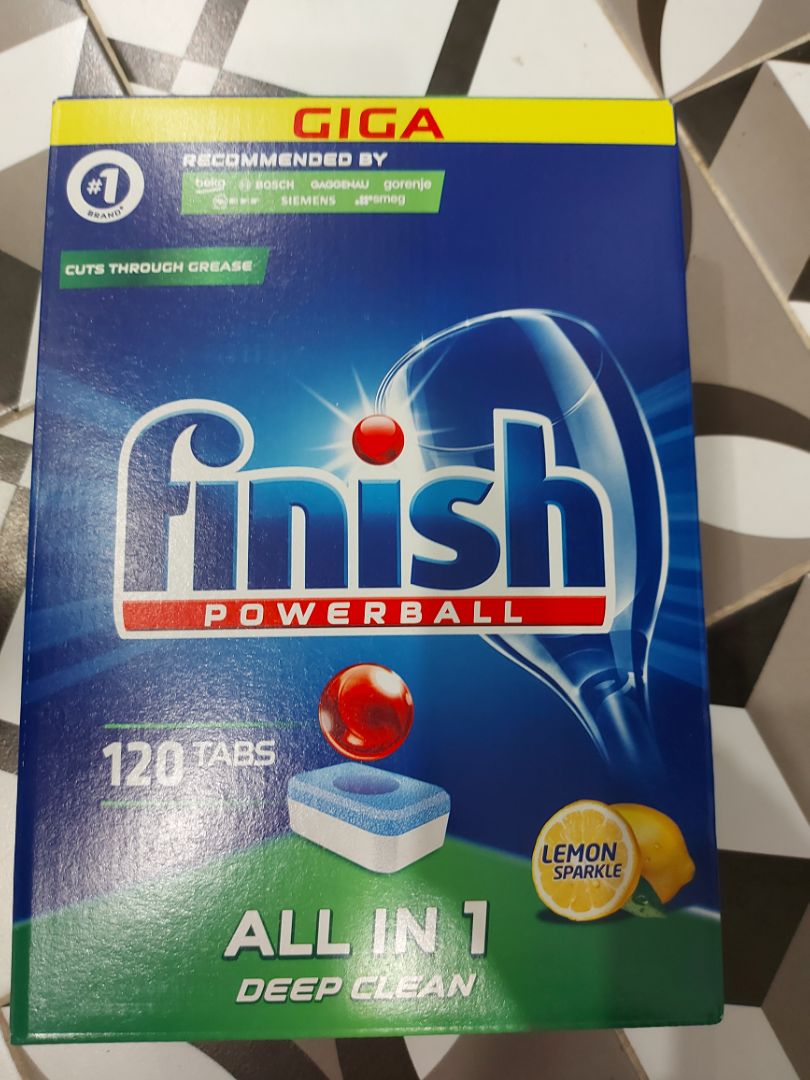 GIGA
#1
BRAND*
RECOMMENDED BY
beko BOSCH GAGGENAU gorenje
SIEMENS smeg
CUTS THROUGH GREASE
finish
POWERBALL
120 TABS
LEMON
SPARKLE
ALL IN 1
DEEP CLEAN